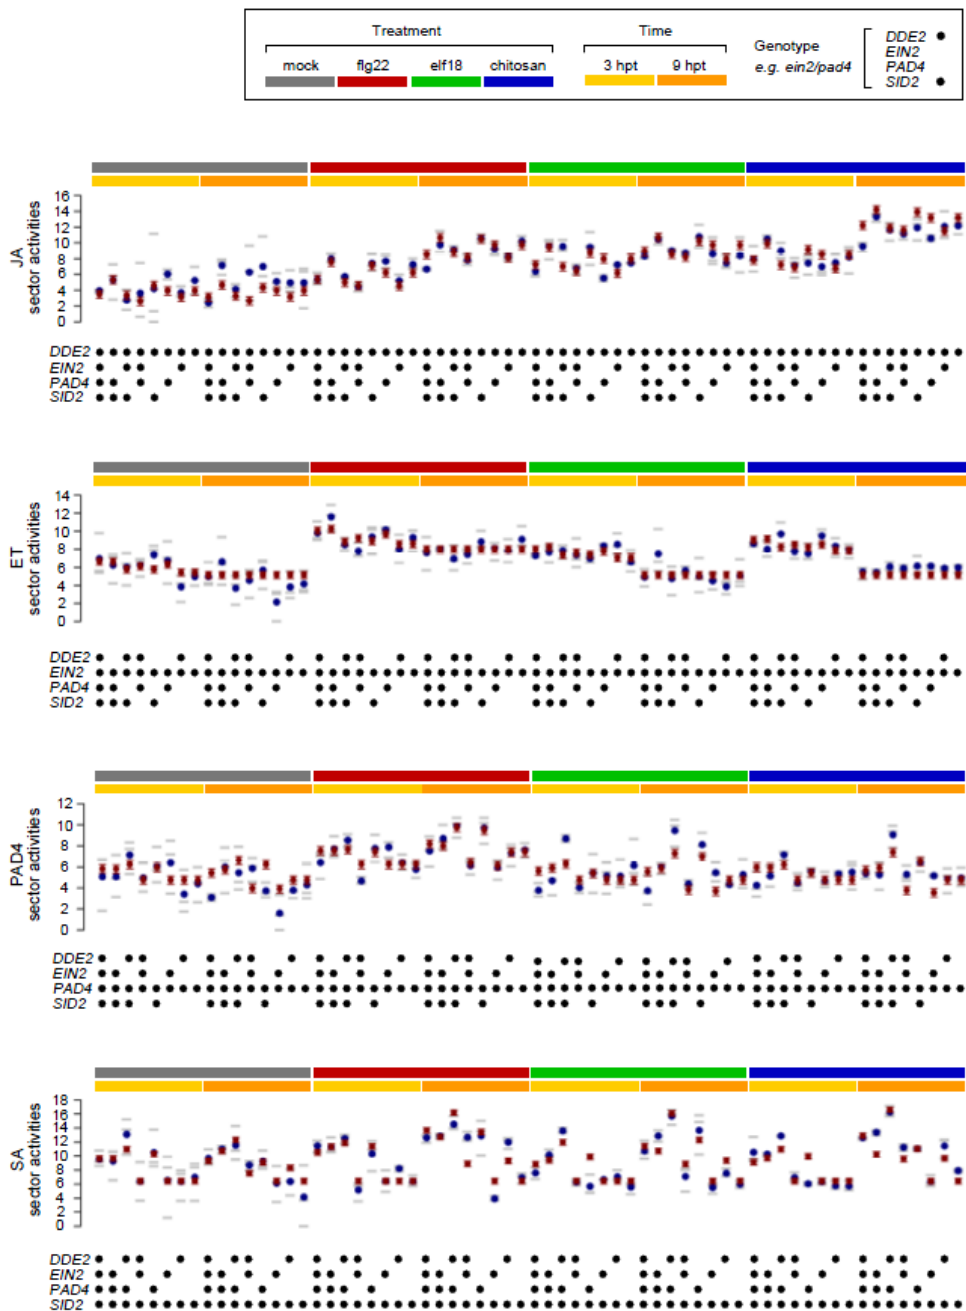 Treatment
mock flg22 elf18 chitosan
Time
3 hpt 9 hpt
Genotype
e.g. ein2/pad4
DDE2
EIN2
PAD4
SID2
JA
sector activities
16
14
12
10
8
6
4
2
0
DDE2
EIN2
PAD4
SID2
ET
sector activities
14
12
10
8
6
4
2
0
DDE2
EIN2
PAD4
SID2
PAD4
sector activities
12
10
8
6
4
2
0
DDE2
EIN2
PAD4
SID2
SA
sector activities
18
16
14
12
10
8
6
4
2
0
DDE2
EIN2
PAD4
SID2